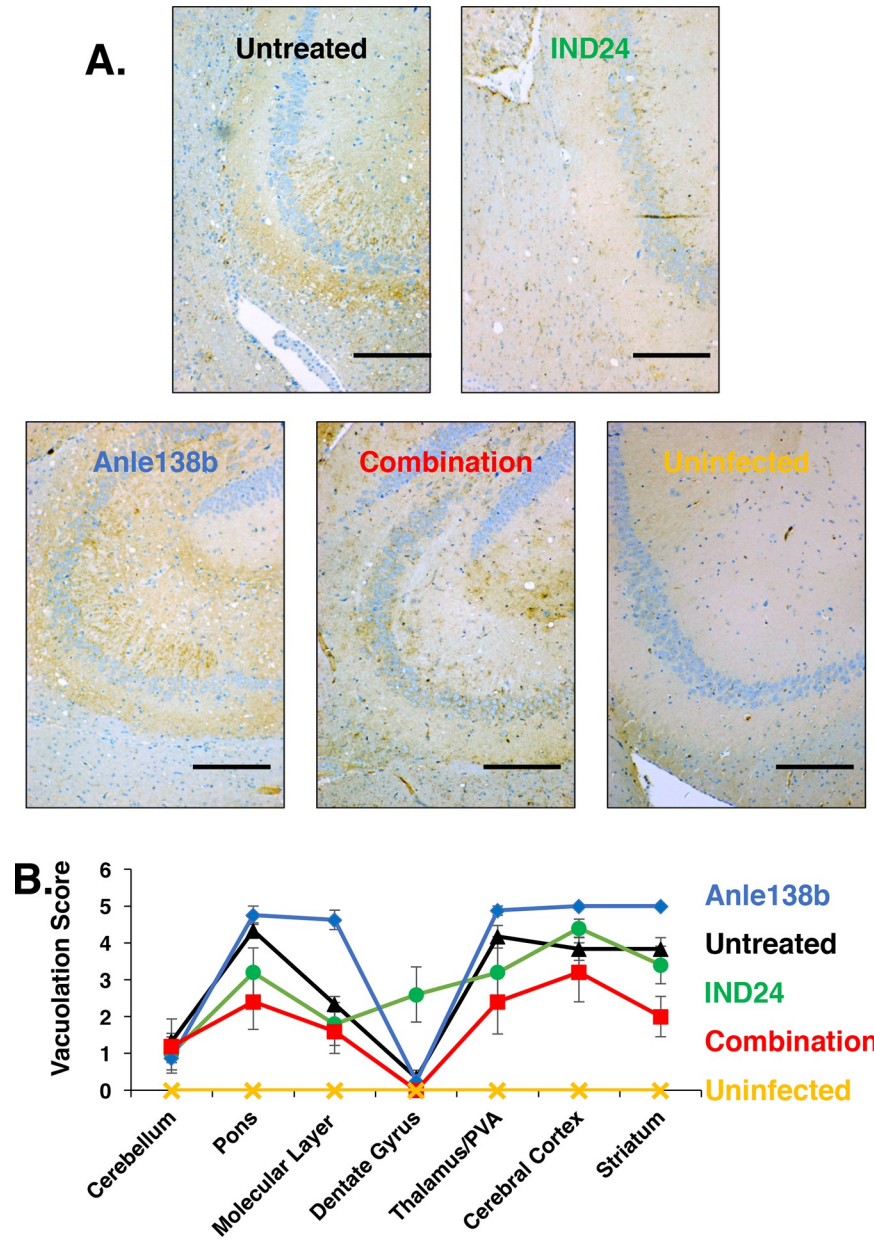 A.
Untreated
IND24
Anle138b
Combination
Uninfected
B.
Vacuolation Score
6
5
4
3
2
1
0
Cerebellum
Pons
Molecular Layer
Dentate Gyrus
Thalamus/PVA
Cerebral Cortex
Striatum
Anle138b
Untreated
IND24
Combination
Uninfected